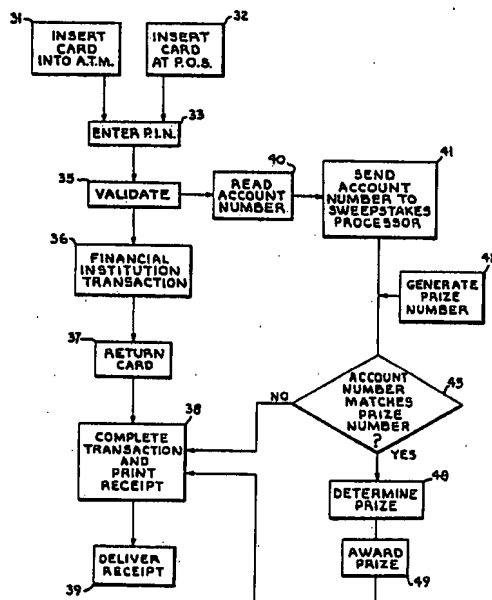 31
INSERT
CARD
INTO A.T.M.
32
INSERT
CARD
AT P.O.S.
33
ENTER P.I.N.
35
VALIDATE
40
READ
ACCOUNT
NUMBER
41
SEND
ACCOUNT
NUMBER TO
SWEEPSTAKES
PROCESSOR
36
FINANCIAL
INSTITUTION
TRANSACTION
GENERATE
PRIZE
NUMBER
37
RETURN
CARD
45
ACCOUNT
NUMBER
MATCHES
PRIZE
NUMBER
?
NO
YES
38
COMPLETE
TRANSACTION
AND
PRINT
RECEIPT
48
DETERMINE
PRIZE
DELIVER
RECEIPT
39
AWARD
PRIZE
49